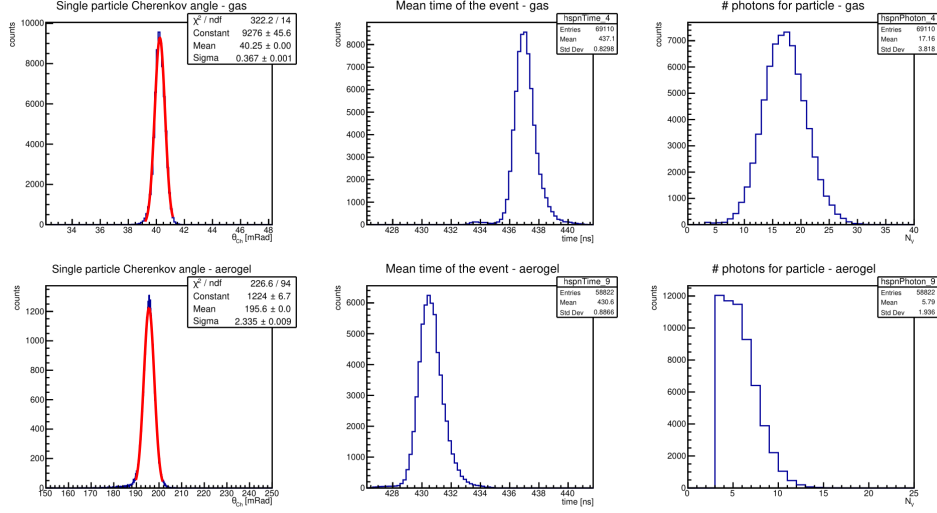 Single particle Cherenkov angle - gas
χ² / ndf 322.2 / 14
Constant 9276 ± 45.6
Mean 40.25 ± 0.00
Sigma 0.367 ± 0.001
counts
10000
8000
6000
4000
2000
0
34 36 38 40 42 44 46 48
θCh [mRad]
Mean time of the event - gas
hspnTime_4
Entries 69110
Mean 437.1
Std Dev 0.8298
counts
8000
7000
6000
5000
4000
3000
2000
1000
0
428 430 432 434 436 438 440
time [ns]
# photons for particle - gas
hspnPhoton_4
Entries 69110
Mean 17.16
Std Dev 3.818
counts
7000
6000
5000
4000
3000
2000
1000
0
0 5 10 15 20 25 30 35 40
Nγ
Single particle Cherenkov angle - aerogel
χ² / ndf 226.6 / 94
Constant 1224 ± 6.7
Mean 195.6 ± 0.0
Sigma 2.335 ± 0.009
counts
1200
1000
800
600
400
200
0
150 160 170 180 190 200 210 220 230 240 250
θCh [mRad]
Mean time of the event - aerogel
hspnTime_9
Entries 58822
Mean 430.6
Std Dev 0.8866
counts
6000
5000
4000
3000
2000
1000
0
428 430 432 434 436 438 440
time [ns]
# photons for particle - aerogel
hspnPhoton_9
Entries 58822
Mean 5.79
Std Dev 1.936
counts
12000
10000
8000
6000
4000
2000
0
0 5 10 15 20 25
Nγ